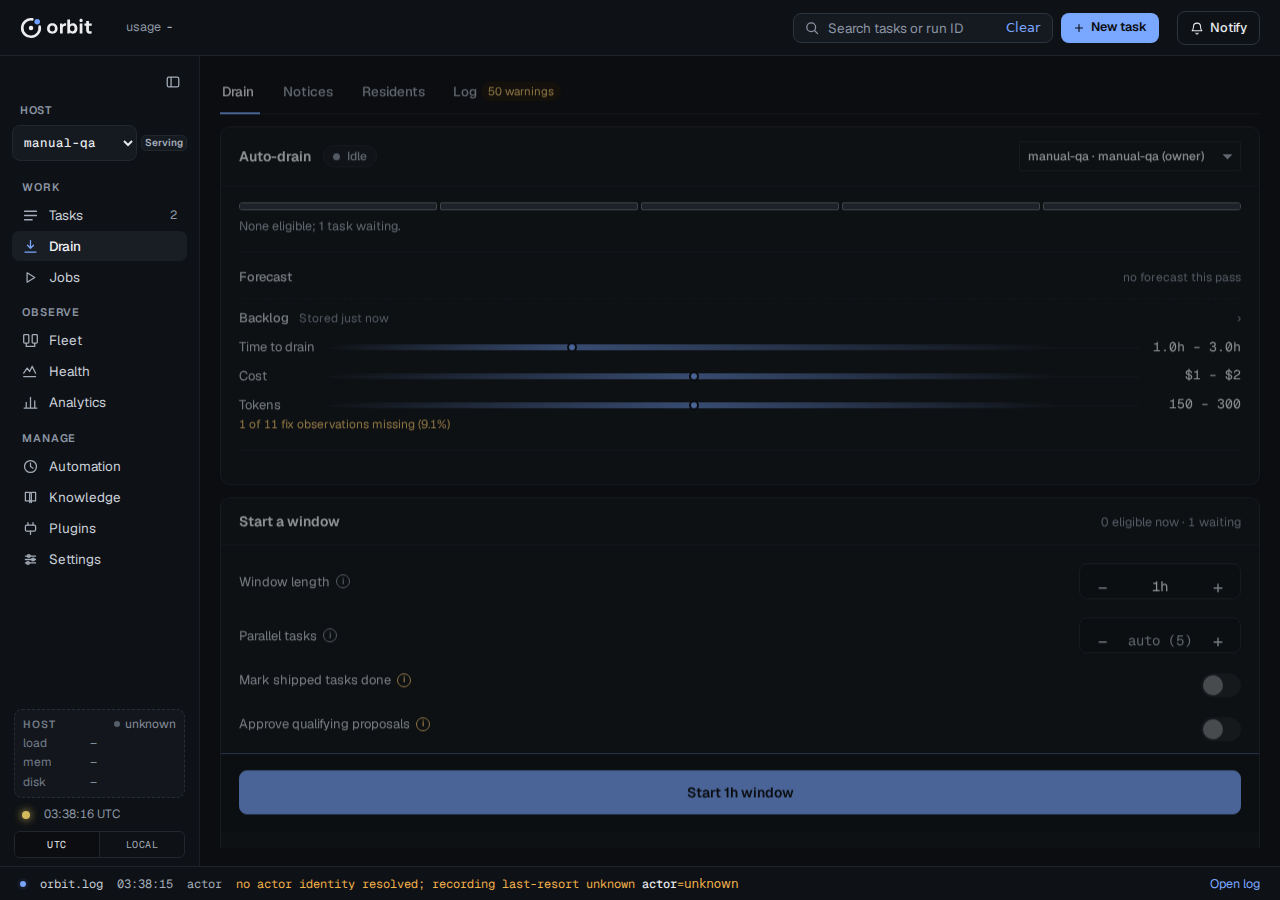 orbit
usage –
Search tasks or run ID
Clear
+ New task
Notify
HOST
manual-qa
Serving
WORK
Tasks 2
Drain
Jobs
OBSERVE
Fleet
Health
Analytics
MANAGE
Automation
Knowledge
Plugins
Settings
HOST unknown
load –
mem –
disk –
03:38:16 UTC
UTC LOCAL
Drain Notices Residents Log 50 warnings
Auto-drain Idle manual-qa · manual-qa (owner)
None eligible; 1 task waiting.
Forecast no forecast this pass
Backlog Stored just now ›
Time to drain 1.0h – 3.0h
Cost $1 – $2
Tokens 150 – 300
1 of 11 fix observations missing (9.1%)
Start a window 0 eligible now · 1 waiting
Window length – 1h +
Parallel tasks – auto (5) +
Mark shipped tasks done
Approve qualifying proposals
Start 1h window
orbit.log 03:38:15 actor no actor identity resolved; recording last-resort unknown actor=unknown Open log